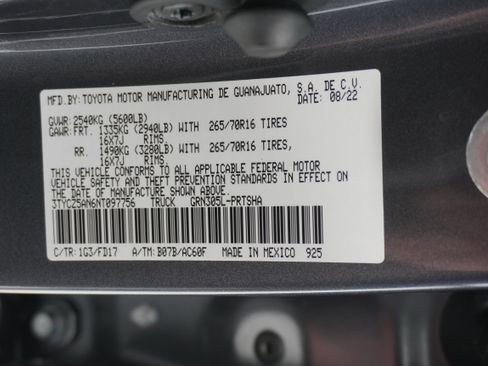 MFD.BY:TOYOTA MOTOR MANUFACTURING DE GUANAJUATO, S.A. DE C.V.
08/22
GVWR: 2540KG (5600LB)
GAWR: FRT. 1335KG (2940LB) WITH 265/70R16 TIRES
16X7J RIMS
RR. 1490KG (3280LB) WITH 265/70R16 TIRES,
16X7J RIMS
THIS VEHICLE CONFORMS TO ALL APPLICABLE FEDERAL MOTOR
VEHICLE SAFETY AND THEFT PREVENTION STANDARDS IN EFFECT ON
THE DATE OF MANUFACTURE SHOWN ABOVE.
3TYCZ5AN6NT097756 TRUCK GRN305L-PRTSHA
C/TR: 1G3/FD17 A/TM: B07B/AC60F MADE IN MEXICO 925